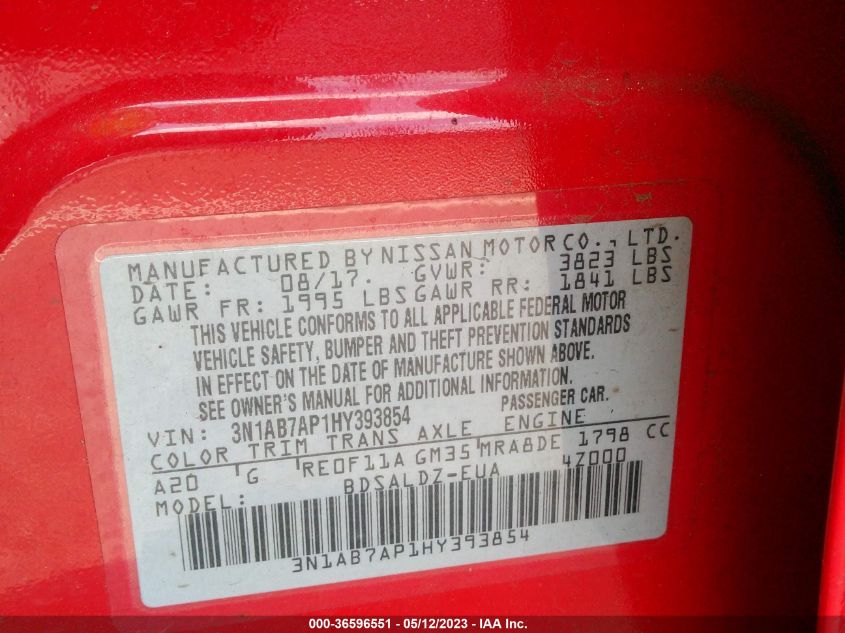 MANUFACTURED BY NISSAN MOTOR CO., LTD.
DATE: 08/17. GVWR: 3823 LBS
GAWR FR: 1995 LBS GAWR RR: 1841 LBS
THIS VEHICLE CONFORMS TO ALL APPLICABLE FEDERAL MOTOR
VEHICLE SAFETY, BUMPER AND THEFT PREVENTION STANDARDS
IN EFFECT ON THE DATE OF MANUFACTURE SHOWN ABOVE.
SEE OWNER'S MANUAL FOR ADDITIONAL INFORMATION.
VIN: 3N1AB7AP1HY393854 PASSENGER CAR.
COLOR TRIM TRANS AXLE ENGINE
A20 G RE0F11A GM35 MRA8DE 1798 CC
MODEL: BDSALDZ-EUA 4Z000
3N1AB7AP1HY393854
000-36596551 - 05/12/2023 - IAA Inc.